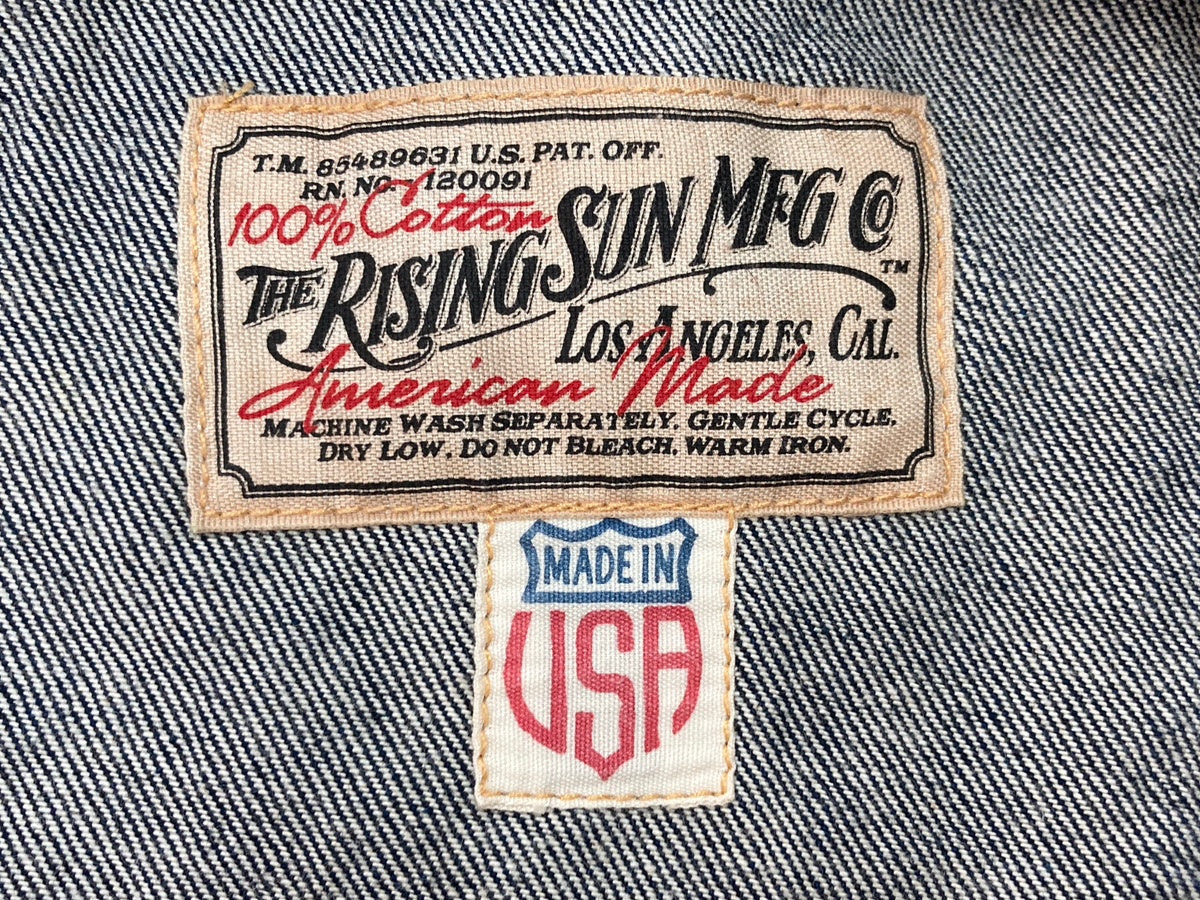 T.M. 85489631 U.S. PAT. OFF.
RN. NO. 120091
100% Cotton
THE RISING SUN MFG CO
TM
LOS ANGELES, CAL.
American Made
MACHINE WASH SEPARATELY. GENTLE CYCLE.
DRY LOW. DO NOT BLEACH. WARM IRON.
MADE IN
USA